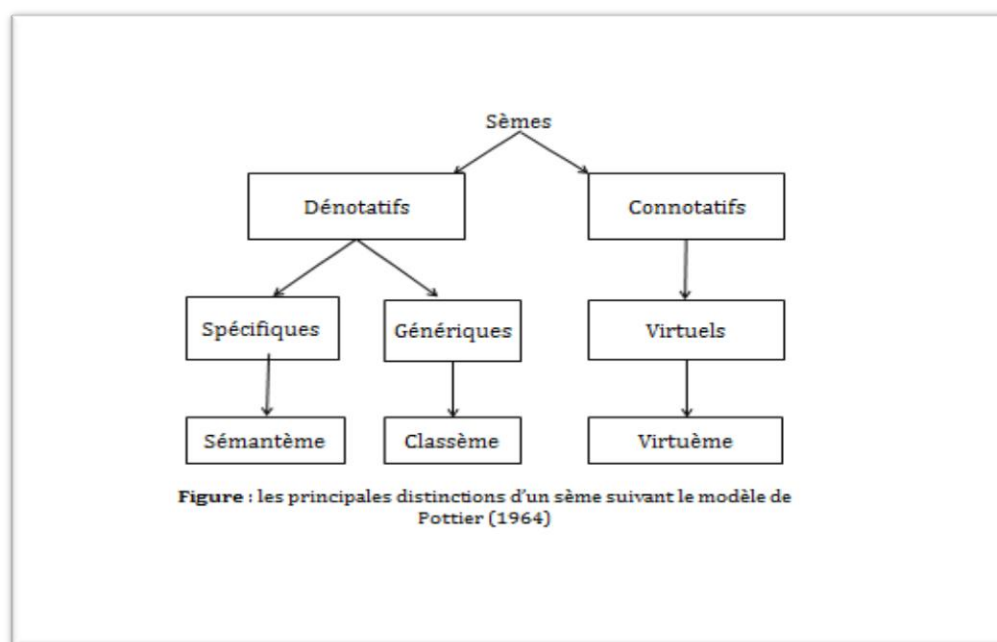 Sèmes
Dénotatifs
Connotatifs
Spécifiques
Génériques
Virtuels
Sémantème
Classème
Virtuème
Figure : les principales distinctions d'un sème suivant le modèle de
Pottier (1964)